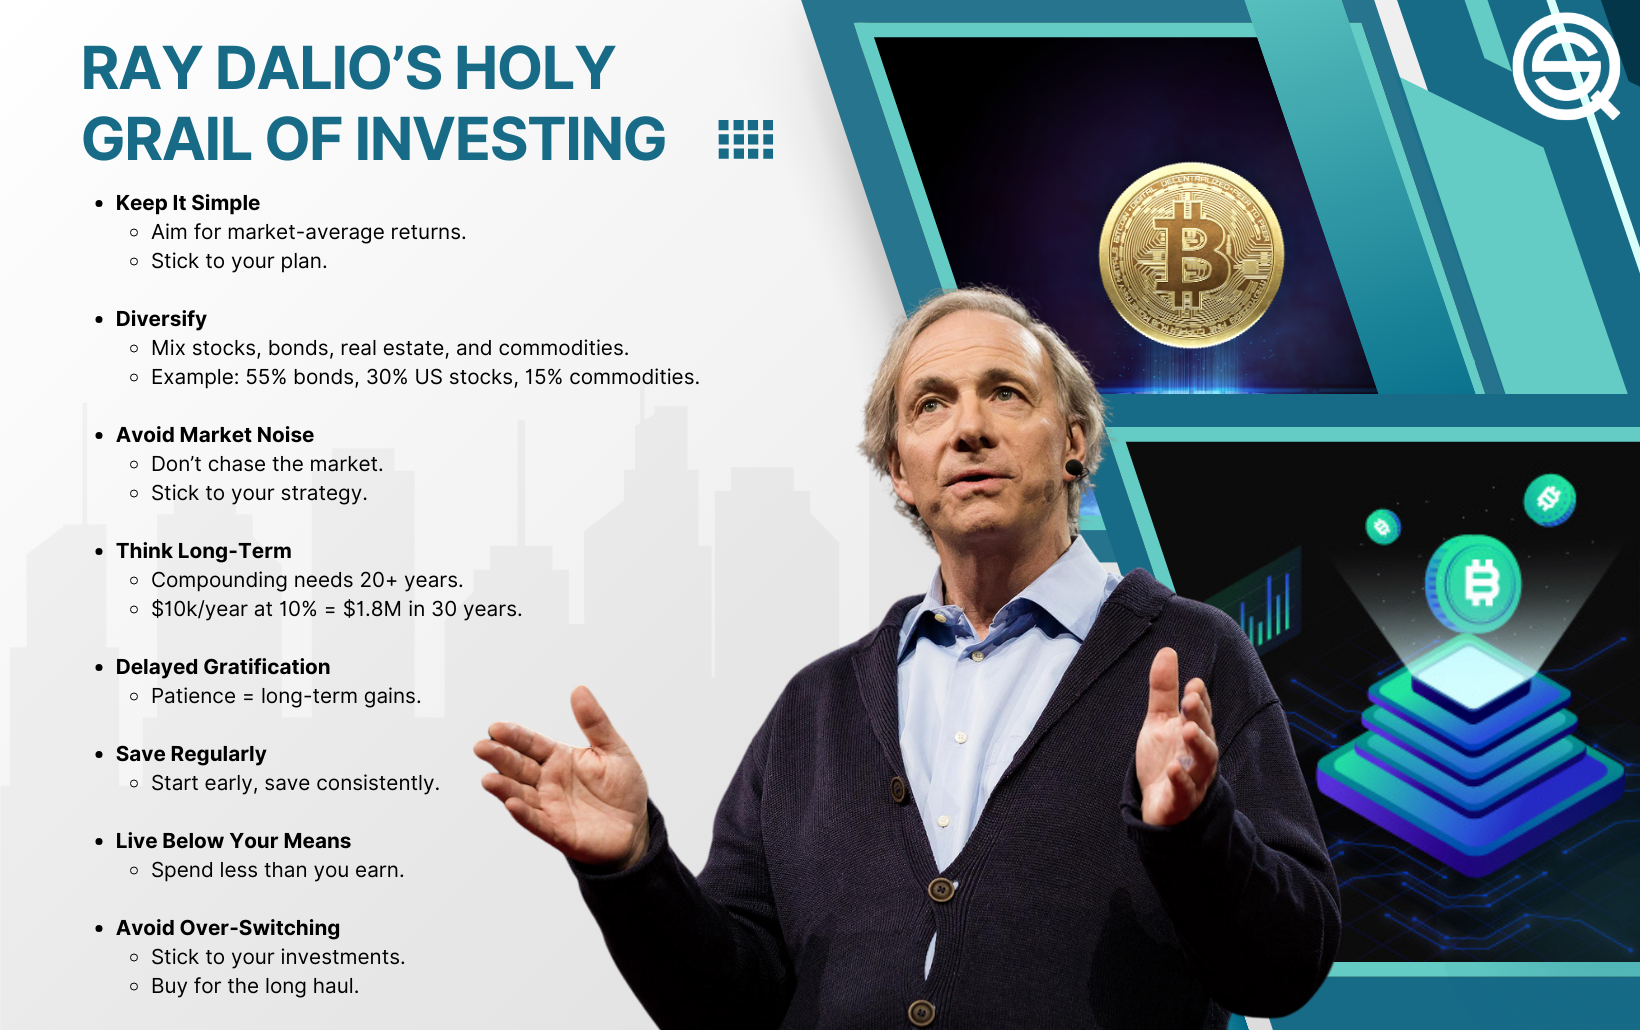 RAY DALIO’S HOLY
GRAIL OF INVESTING
Keep It Simple
Aim for market-average returns.
Stick to your plan.
Diversify
Mix stocks, bonds, real estate, and commodities.
Example: 55% bonds, 30% US stocks, 15% commodities.
Avoid Market Noise
Don’t chase the market.
Stick to your strategy.
Think Long-Term
Compounding needs 20+ years.
$10k/year at 10% = $1.8M in 30 years.
Delayed Gratification
Patience = long-term gains.
Save Regularly
Start early, save consistently.
Live Below Your Means
Spend less than you earn.
Avoid Over-Switching
Stick to your investments.
Buy for the long haul.